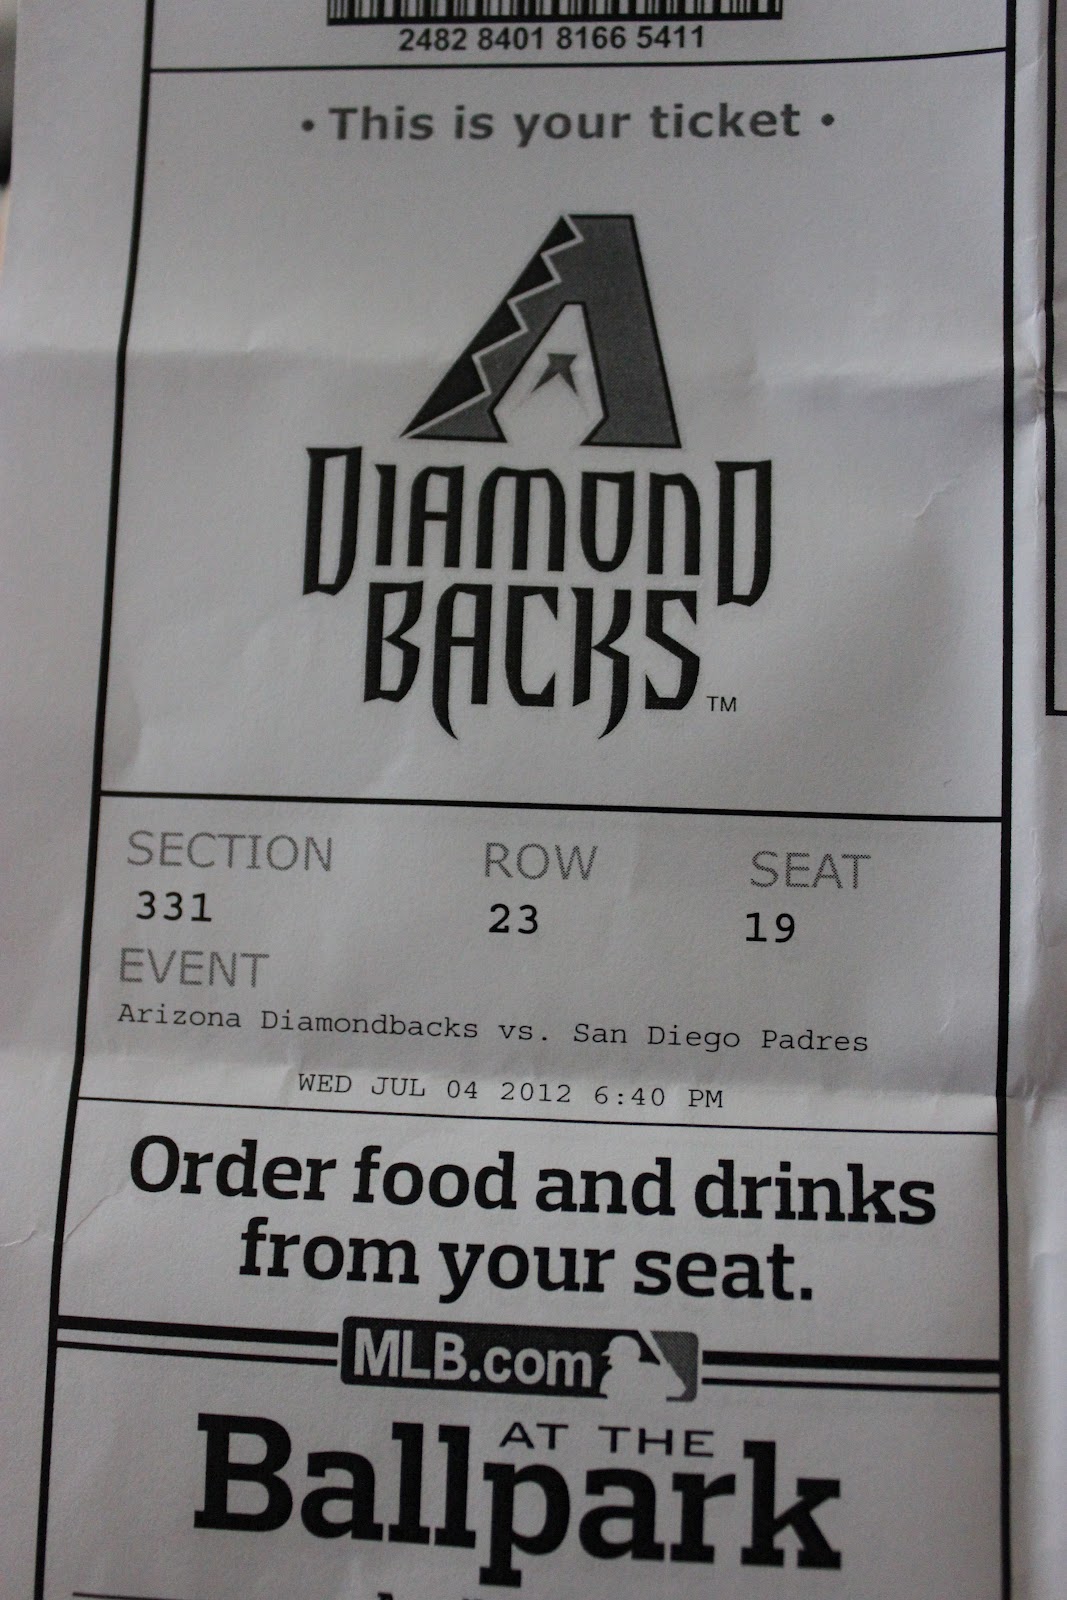 2482 8401 8166 5411
• This is your ticket •
DIAMOND
BACKS™
SECTION ROW SEAT
331 23 19
EVENT
Arizona Diamondbacks vs. San Diego Padres
WED JUL 04 2012 6:40 PM
Order food and drinks
from your seat.
MLB.com
AT THE
Ballpark